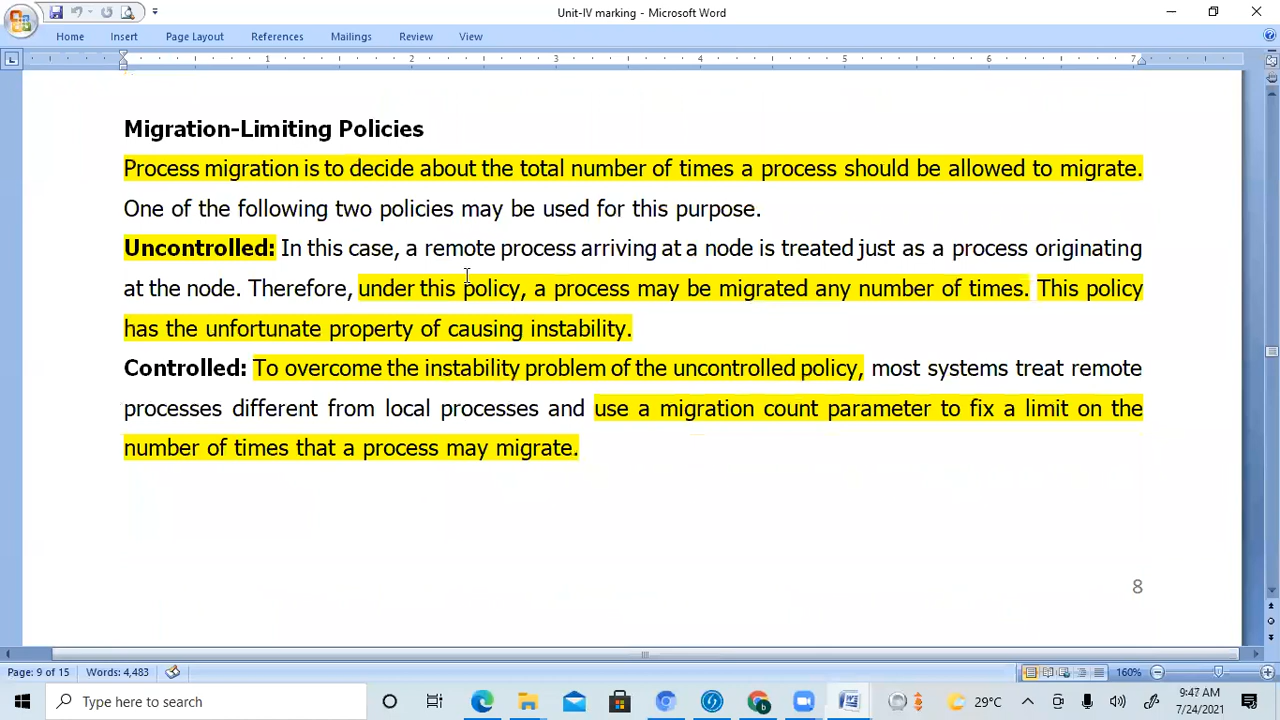 Unit-IV marking - Microsoft Word
Home Insert Page Layout References Mailings Review View
1 2 3 4 5 6 7
Migration-Limiting Policies
Process migration is to decide about the total number of times a process should be allowed to migrate.
One of the following two policies may be used for this purpose.
Uncontrolled: In this case, a remote process arriving at a node is treated just as a process originating
at the node. Therefore, under this policy, a process may be migrated any number of times. This policy
has the unfortunate property of causing instability.
Controlled: To overcome the instability problem of the uncontrolled policy, most systems treat remote
processes different from local processes and use a migration count parameter to fix a limit on the
number of times that a process may migrate.
8
Page: 9 of 15 Words: 4,483 160%
Type here to search 29°C 9:47 AM
7/24/2021